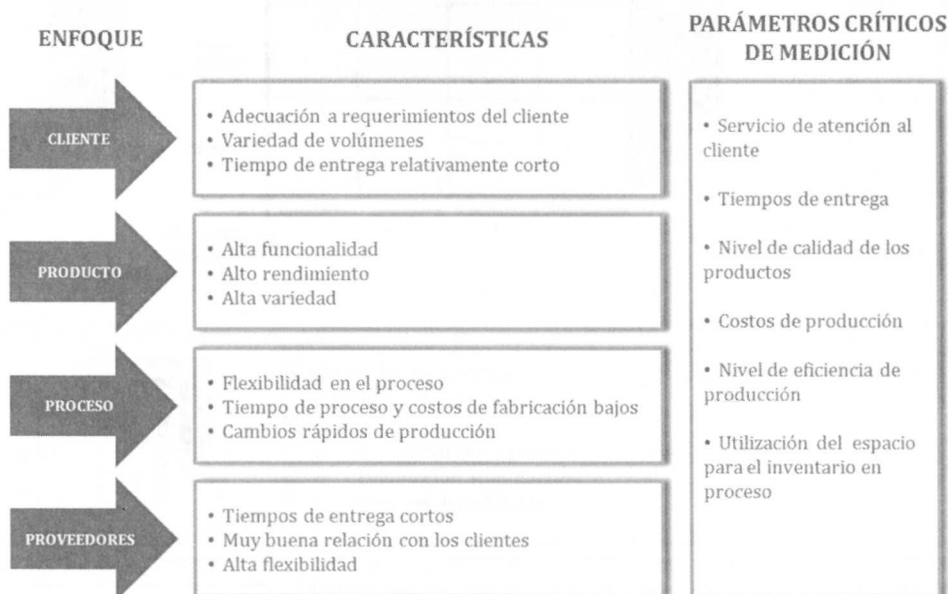 ENFOQUE
CARACTERÍSTICAS
PARÁMETROS CRÍTICOS
DE MEDICIÓN
CLIENTE
• Adecuación a requerimientos del cliente
• Variedad de volúmenes
• Tiempo de entrega relativamente corto
PRODUCTO
• Alta funcionalidad
• Alto rendimiento
• Alta variedad
PROCESO
• Flexibilidad en el proceso
• Tiempo de proceso y costos de fabricación bajos
• Cambios rápidos de producción
PROVEEDORES
• Tiempos de entrega cortos
• Muy buena relación con los clientes
• Alta flexibilidad
• Servicio de atención al
cliente
• Tiempos de entrega
• Nivel de calidad de los
productos
• Costos de producción
• Nivel de eficiencia de
producción
• Utilización del espacio
para el inventario en
proceso